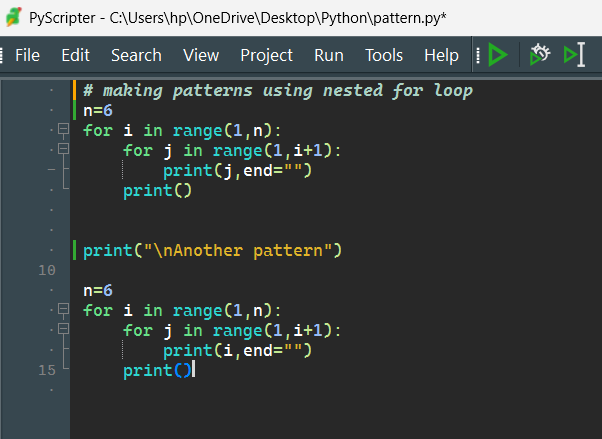 PyScripter - C:\Users\hp\OneDrive\Desktop\Python\pattern.py*
File Edit Search View Project Run Tools Help
# making patterns using nested for loop
n=6
for i in range(1,n):
    for j in range(1,i+1):
        print(j,end="")
    print()
print("\nAnother pattern")
10
n=6
for i in range(1,n):
    for j in range(1,i+1):
        print(i,end="")
15     print()